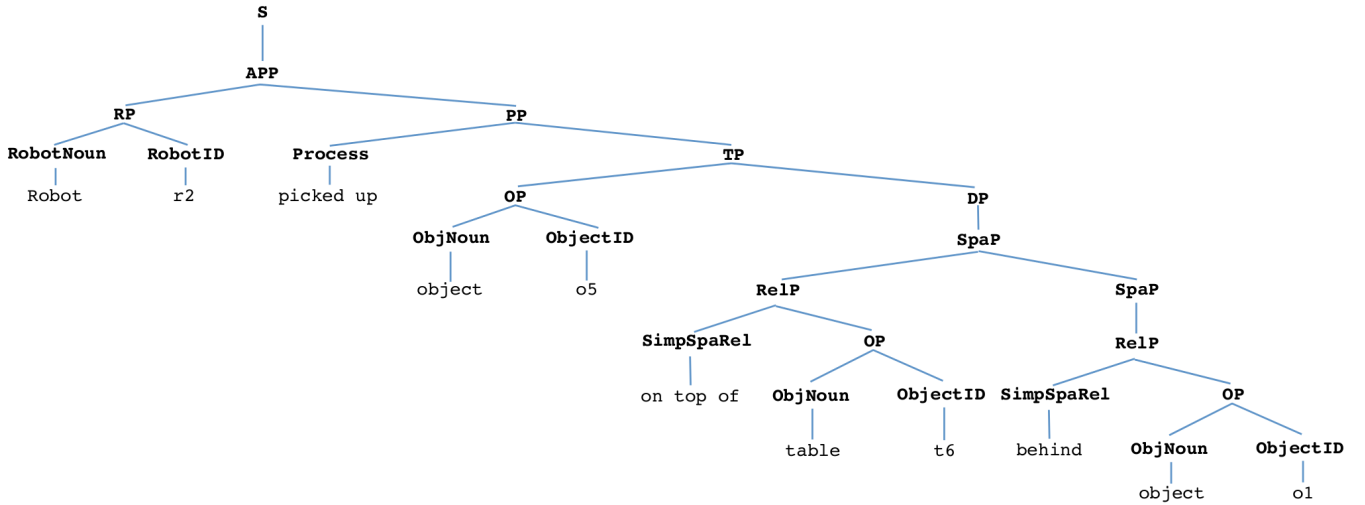 S
APP
RP PP
RobotNoun RobotID Process TP
Robot r2 picked up OP DP
ObjNoun ObjectID SpaP
object o5 RelP SpaP
SimpSpaRel OP RelP
on top of ObjNoun ObjectID SimpSpaRel OP
table t6 behind ObjNoun ObjectID
object o1